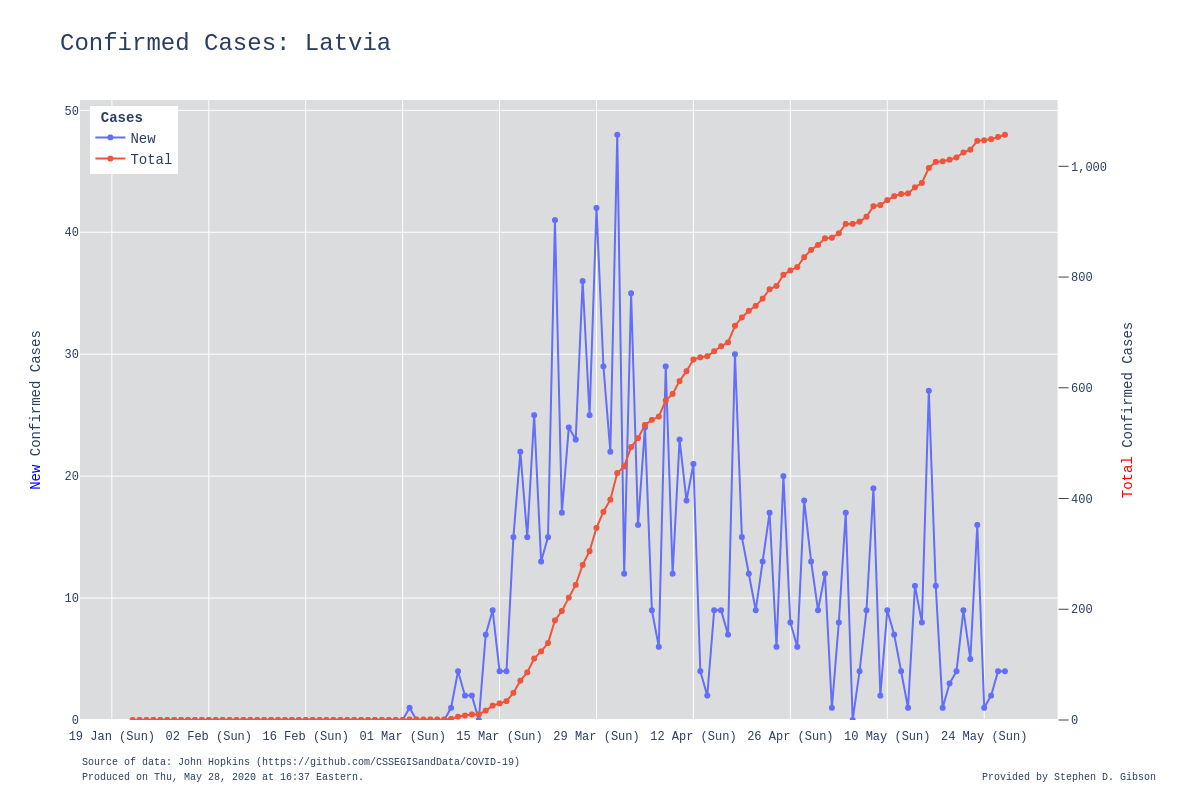 Confirmed Cases: Latvia
Cases
New
Total
50
40
30
20
10
0
1,000
800
600
400
200
0
New Confirmed Cases
Total Confirmed Cases
19 Jan (Sun) 02 Feb (Sun) 16 Feb (Sun) 01 Mar (Sun) 15 Mar (Sun) 29 Mar (Sun) 12 Apr (Sun) 26 Apr (Sun) 10 May (Sun) 24 May (Sun)
Source of data: John Hopkins (https://github.com/CSSEGISandData/COVID-19)
Produced on Thu, May 28, 2020 at 16:37 Eastern.
Provided by Stephen D. Gibson